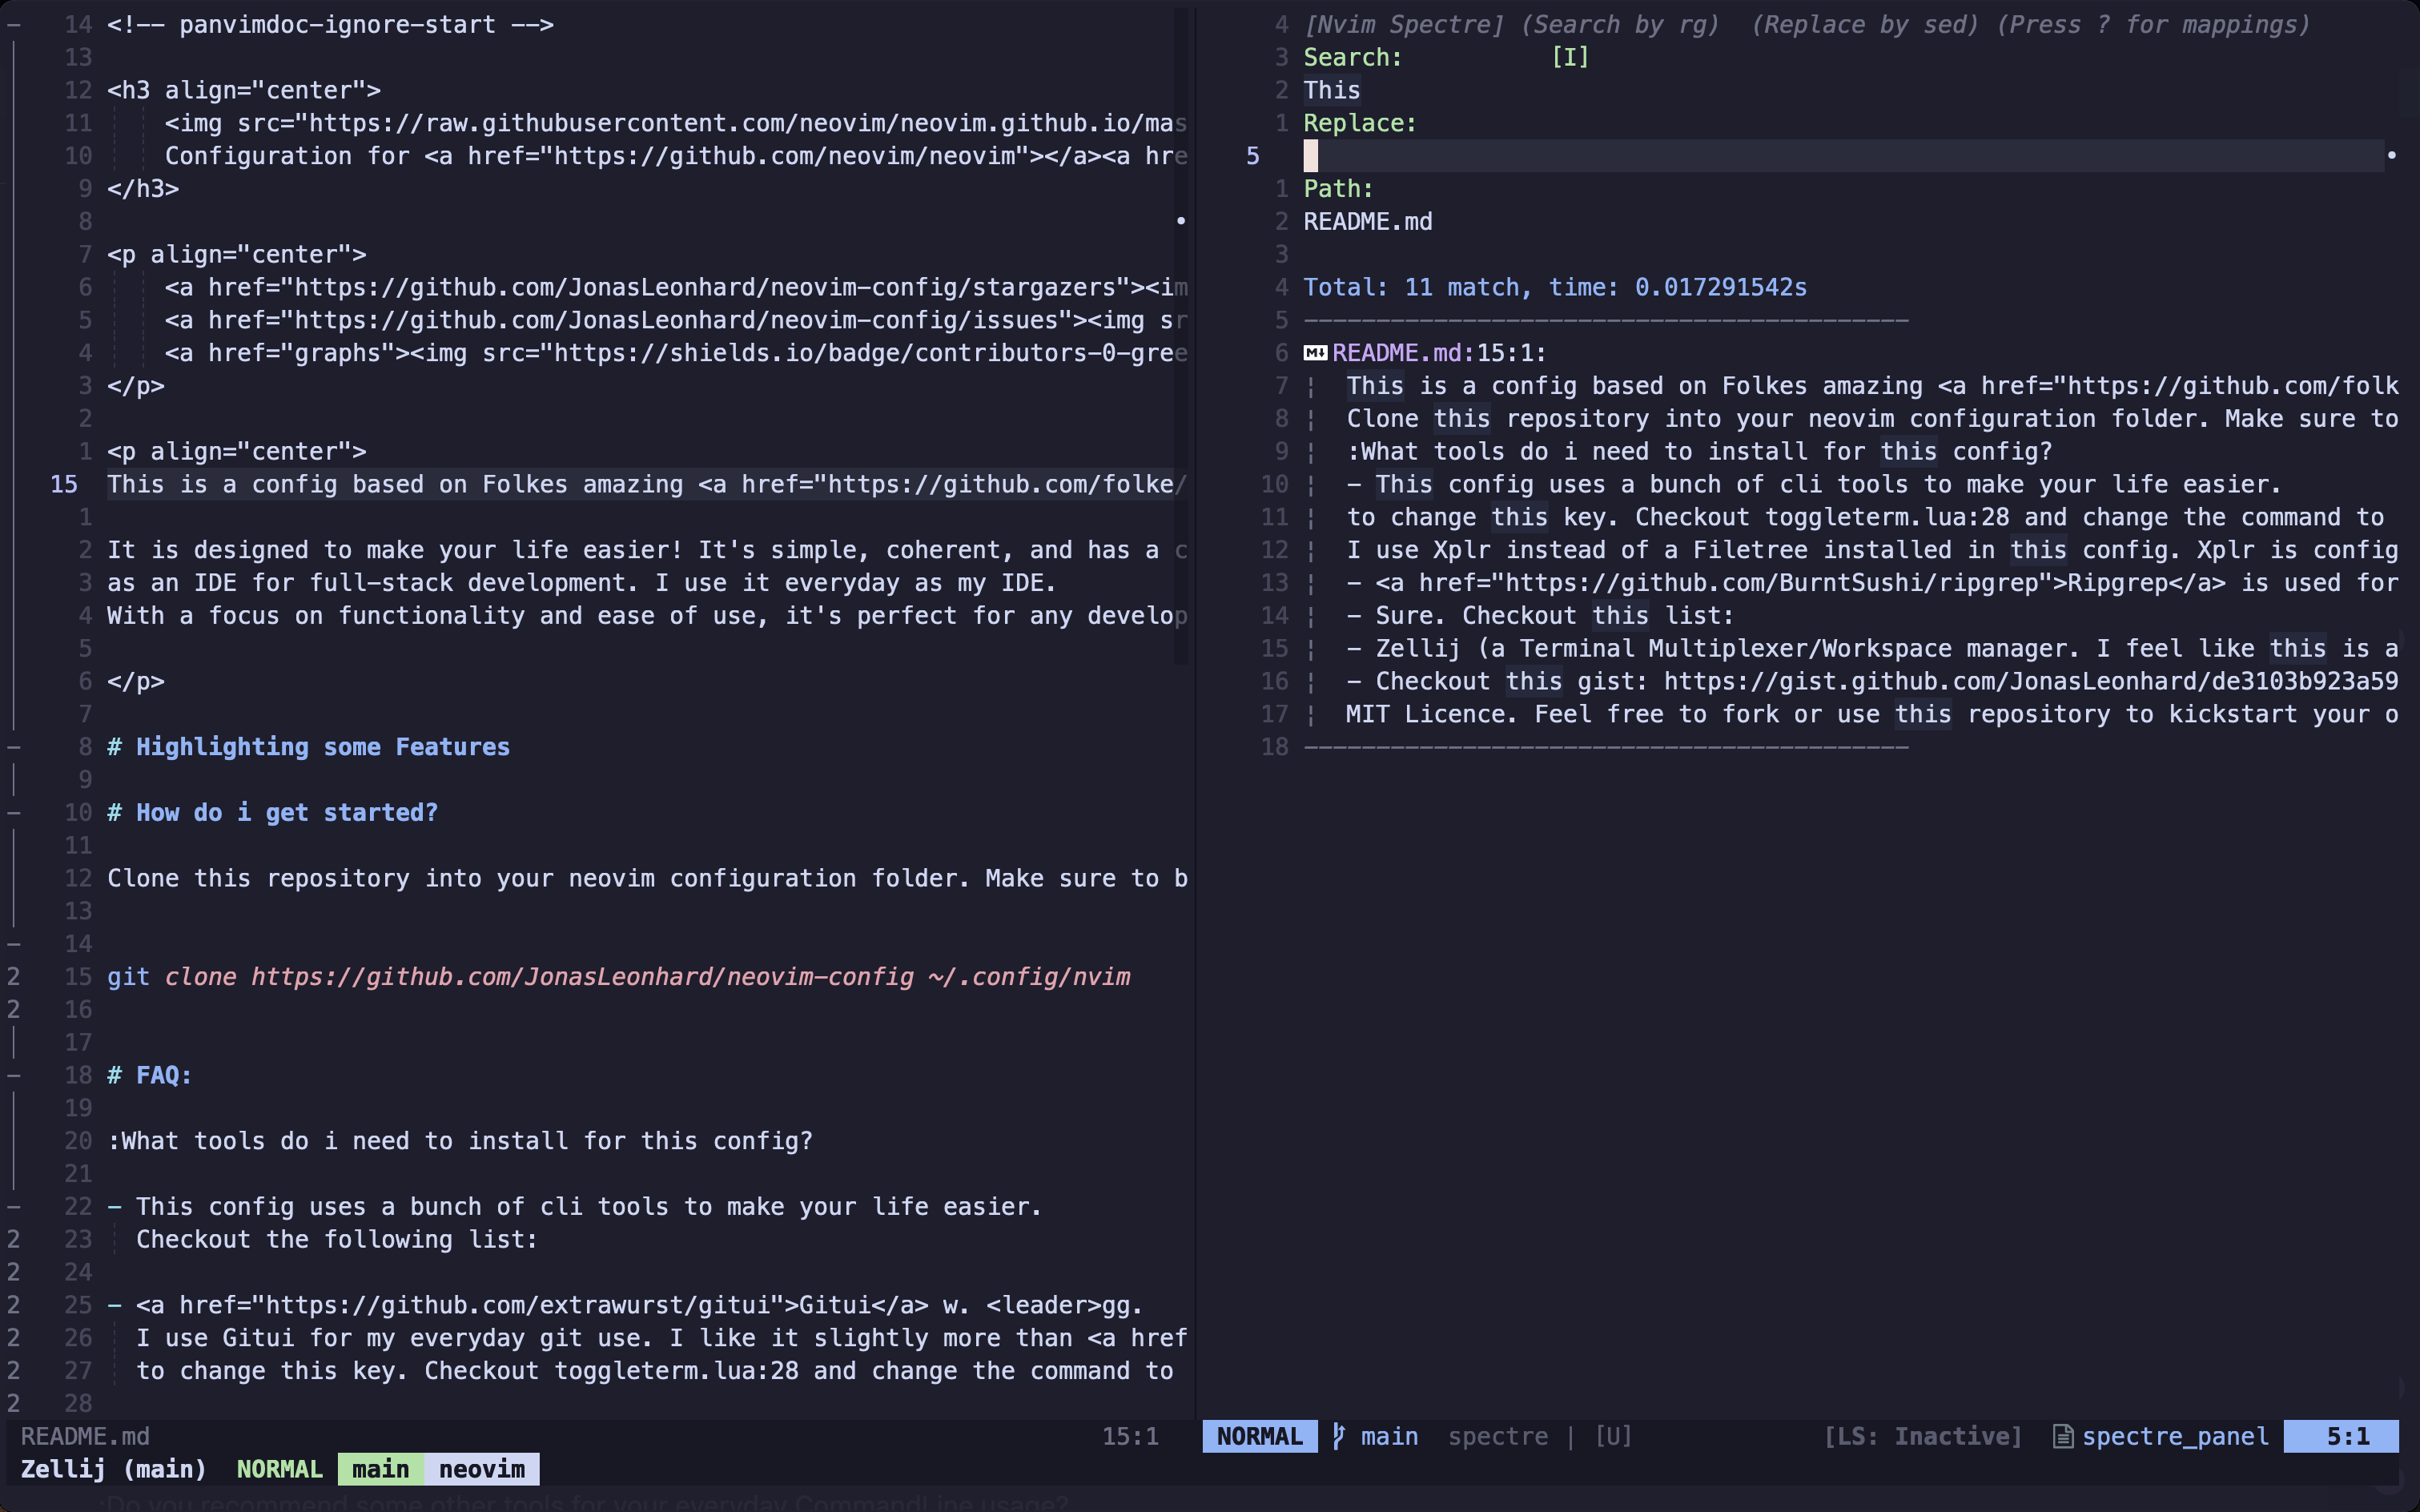 14 <!-- panvimdoc-ignore-start -->
13
12 <h3 align="center">
11 <img src="https://raw.githubusercontent.com/neovim/neovim.github.io/mas
10 Configuration for <a href="https://github.com/neovim/neovim"></a><a hre
9 </h3>
8
7 <p align="center">
6 <a href="https://github.com/JonasLeonhard/neovim-config/stargazers"><im
5 <a href="https://github.com/JonasLeonhard/neovim-config/issues"><img sr
4 <a href="graphs"><img src="https://shields.io/badge/contributors-0-gree
3 </p>
2
1 <p align="center">
15 This is a config based on Folkes amazing <a href="https://github.com/folke/
1
2 It is designed to make your life easier! It's simple, coherent, and has a c
3 as an IDE for full-stack development. I use it everyday as my IDE.
4 With a focus on functionality and ease of use, it's perfect for any develop
5
6 </p>
7
8 # Highlighting some Features
9
10 # How do i get started?
11
12 Clone this repository into your neovim configuration folder. Make sure to b
13
14
2 15 git clone https://github.com/JonasLeonhard/neovim-config ~/.config/nvim
2 16
17
18 # FAQ:
19
20 :What tools do i need to install for this config?
21
22 - This config uses a bunch of cli tools to make your life easier.
2 23 Checkout the following list:
2 24
2 25 - <a href="https://github.com/extrawurst/gitui">Gitui</a> w. <leader>gg.
2 26 I use Gitui for my everyday git use. I like it slightly more than <a href
2 27 to change this key. Checkout toggleterm.lua:28 and change the command to
2 28
README.md 15:1
4 [Nvim Spectre] (Search by rg) (Replace by sed) (Press ? for mappings)
3 Search: [I]
2 This
1 Replace:
5
1 Path:
2 README.md
3
4 Total: 11 match, time: 0.017291542s
5 ------------------------------------------
6 README.md:15:1:
7 ¦ This is a config based on Folkes amazing <a href="https://github.com/folk
8 ¦ Clone this repository into your neovim configuration folder. Make sure to
9 ¦ :What tools do i need to install for this config?
10 ¦ - This config uses a bunch of cli tools to make your life easier.
11 ¦ to change this key. Checkout toggleterm.lua:28 and change the command to
12 ¦ I use Xplr instead of a Filetree installed in this config. Xplr is config
13 ¦ - <a href="https://github.com/BurntSushi/ripgrep">Ripgrep</a> is used for
14 ¦ - Sure. Checkout this list:
15 ¦ - Zellij (a Terminal Multiplexer/Workspace manager. I feel like this is a
16 ¦ - Checkout this gist: https://gist.github.com/JonasLeonhard/de3103b923a59
17 ¦ MIT Licence. Feel free to fork or use this repository to kickstart your o
18 ------------------------------------------
NORMAL main spectre | [U] [LS: Inactive] spectre_panel 5:1
Zellij (main) NORMAL main neovim
:Do you recommend some other tools for your everyday CommandLine usage?